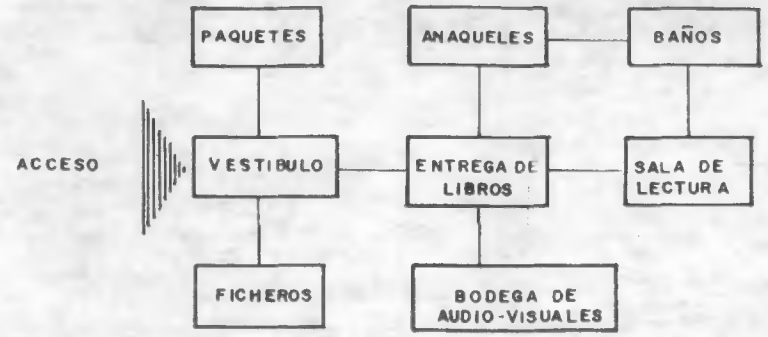 PAQUETES
ANAQUELES
BAÑOS
ACCESO
VESTIBULO
ENTREGA DE
LIBROS
SALA DE
LECTURA
FICHEROS
BODEGA DE
AUDIO-VISUALES